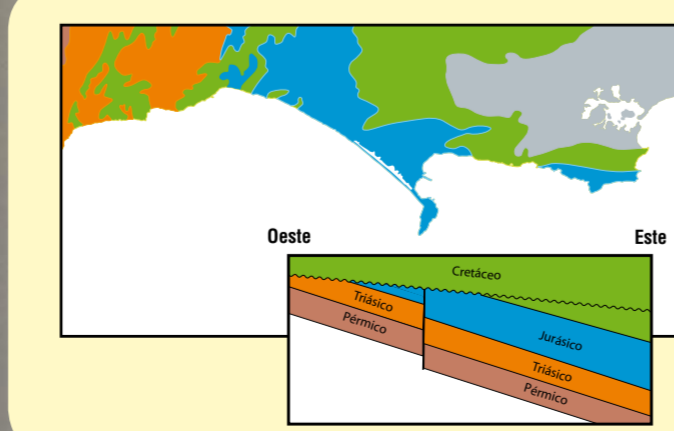 Oeste
Este
Cretáceo
Triásico
Jurásico
Pérmico
Triásico
Pérmico